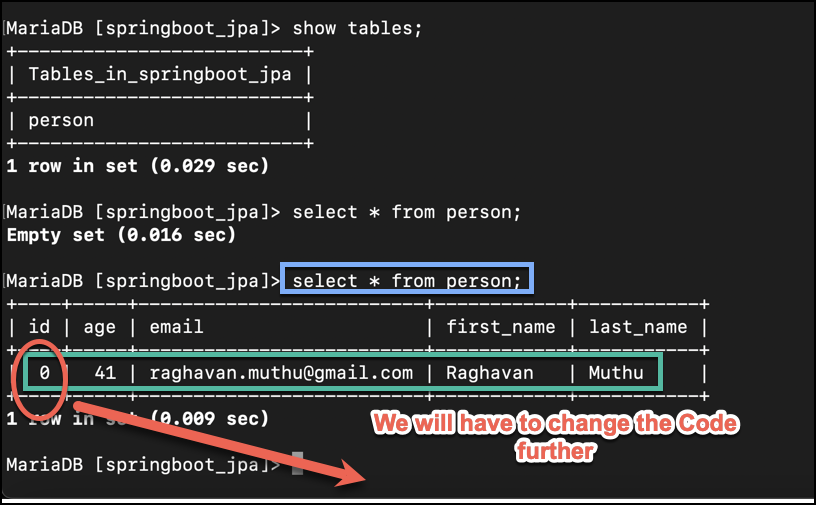 MariaDB [springboot_jpa]> show tables;
+--------------------------+
| Tables_in_springboot_jpa |
+--------------------------+
| person                   |
+--------------------------+
1 row in set (0.029 sec)
MariaDB [springboot_jpa]> select * from person;
Empty set (0.016 sec)
MariaDB [springboot_jpa]> select * from person;
+----+-----+--------------------------+------------+-----------+
| id | age | email                    | first_name | last_name |
+----+-----+--------------------------+------------+-----------+
| 0 | 41 | raghavan.muthu@gmail.com | Raghavan   | Muthu     |
+----+-----+--------------------------+------------+-----------+
1 row in set (0.009 sec)
We will have to change the Code
further
MariaDB [springboot_jpa]>